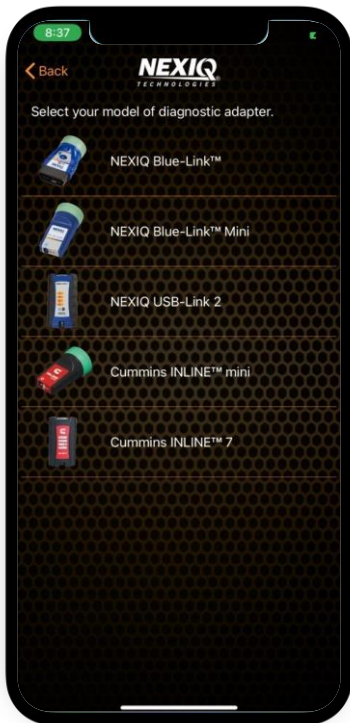 8:37
Back
NEXIQ
TECHNOLOGIES
Select your model of diagnostic adapter.
NEXIQ Blue-Link™
NEXIQ Blue-Link™ Mini
NEXIQ USB-Link 2
Cummins INLINE™ mini
Cummins INLINE™ 7